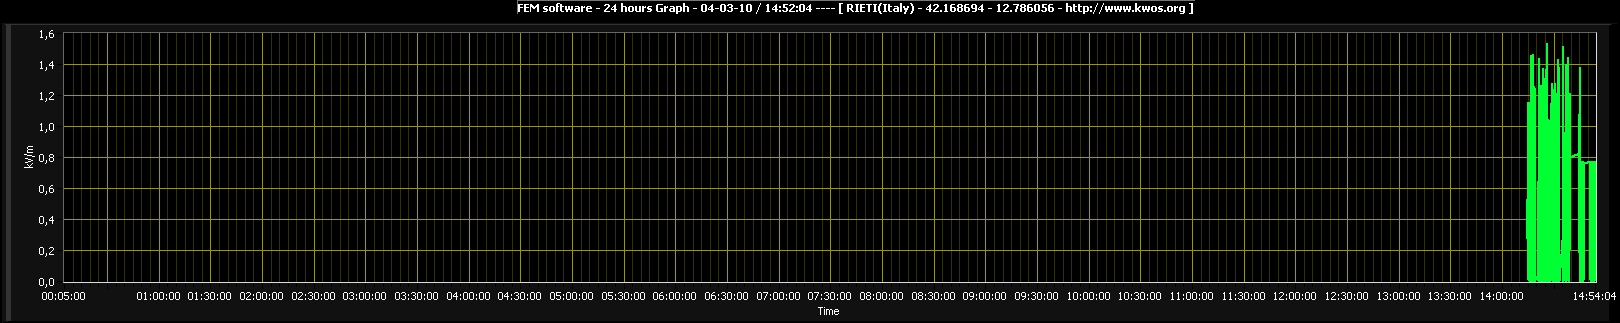 FEM software - 24 hours Graph - 04-03-10 / 14:52:04 ---- [ RIETI(Italy) - 42.168694 - 12.786056 - http://www.kwos.org ]
1,6
1,4
1,2
1,0
kV/m
0,8
0,6
0,4
0,2
0,0
00:05:00 01:00:00 01:30:00 02:00:00 02:30:00 03:00:00 03:30:00 04:00:00 04:30:00 05:00:00 05:30:00 06:00:00 06:30:00 07:00:00 07:30:00 08:00:00 08:30:00 09:00:00 09:30:00 10:00:00 10:30:00 11:00:00 11:30:00 12:00:00 12:30:00 13:00:00 13:30:00 14:00:00 14:54:04
Time